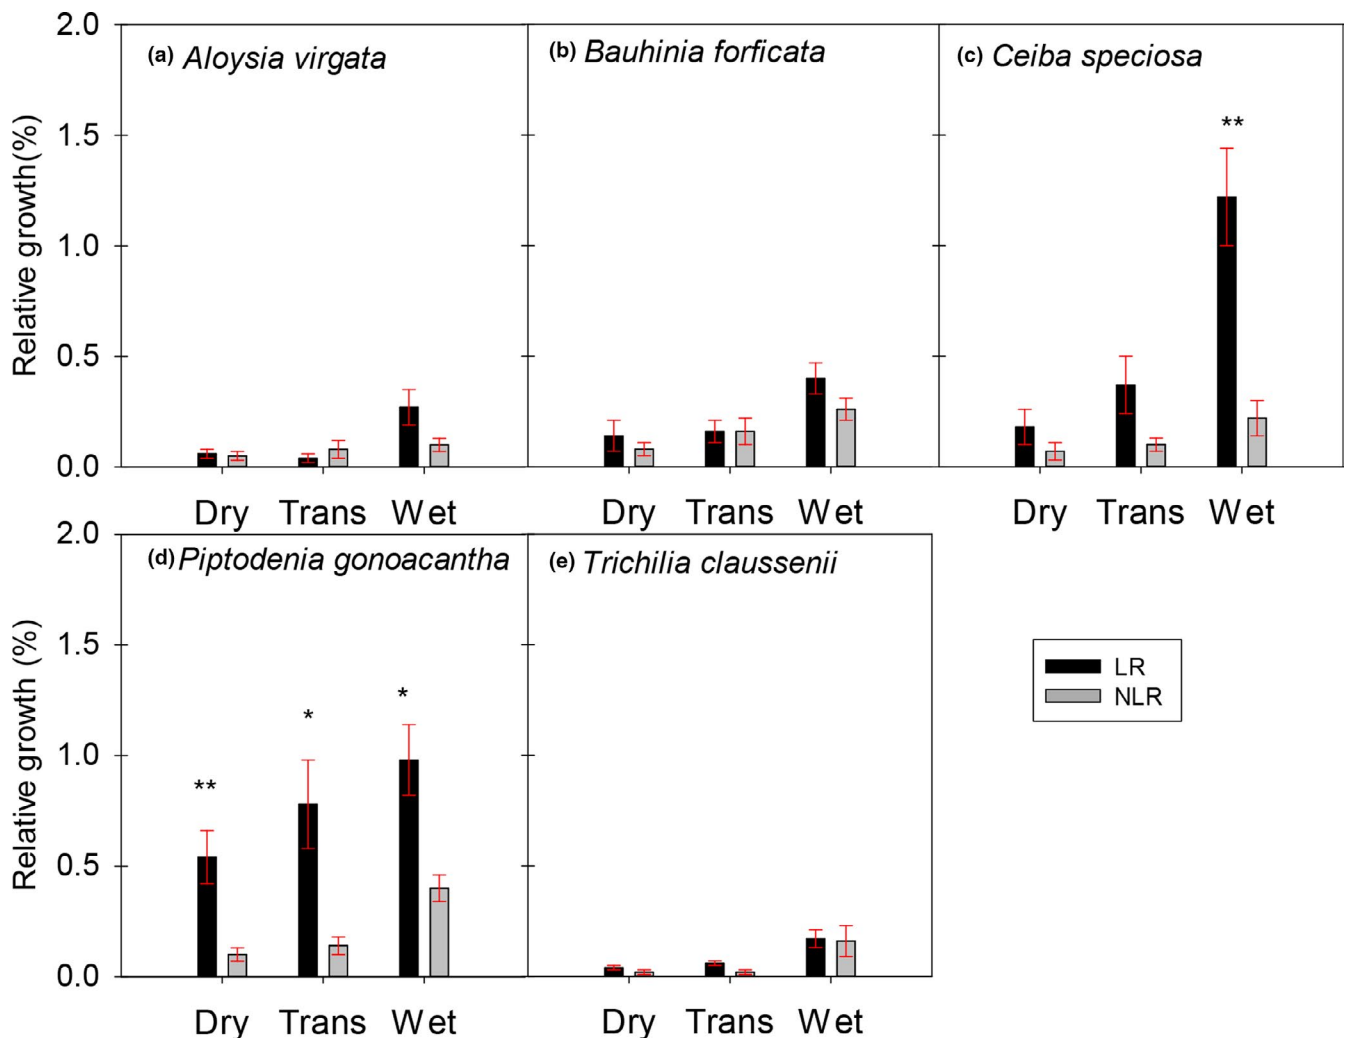 (a) Aloysia virgata
(b) Bauhinia forficata
(c) Ceiba speciosa
Relative growth(%)
2.0
1.5
1.0
0.5
0.0
**
Dry Trans Wet
Dry Trans Wet
Dry Trans Wet
(d) Piptodenia gonoacantha
(e) Trichilia claussenii
Relative growth (%)
2.0
1.5
1.0
0.5
0.0
**
*
*
Dry Trans Wet
Dry Trans Wet
LR
NLR